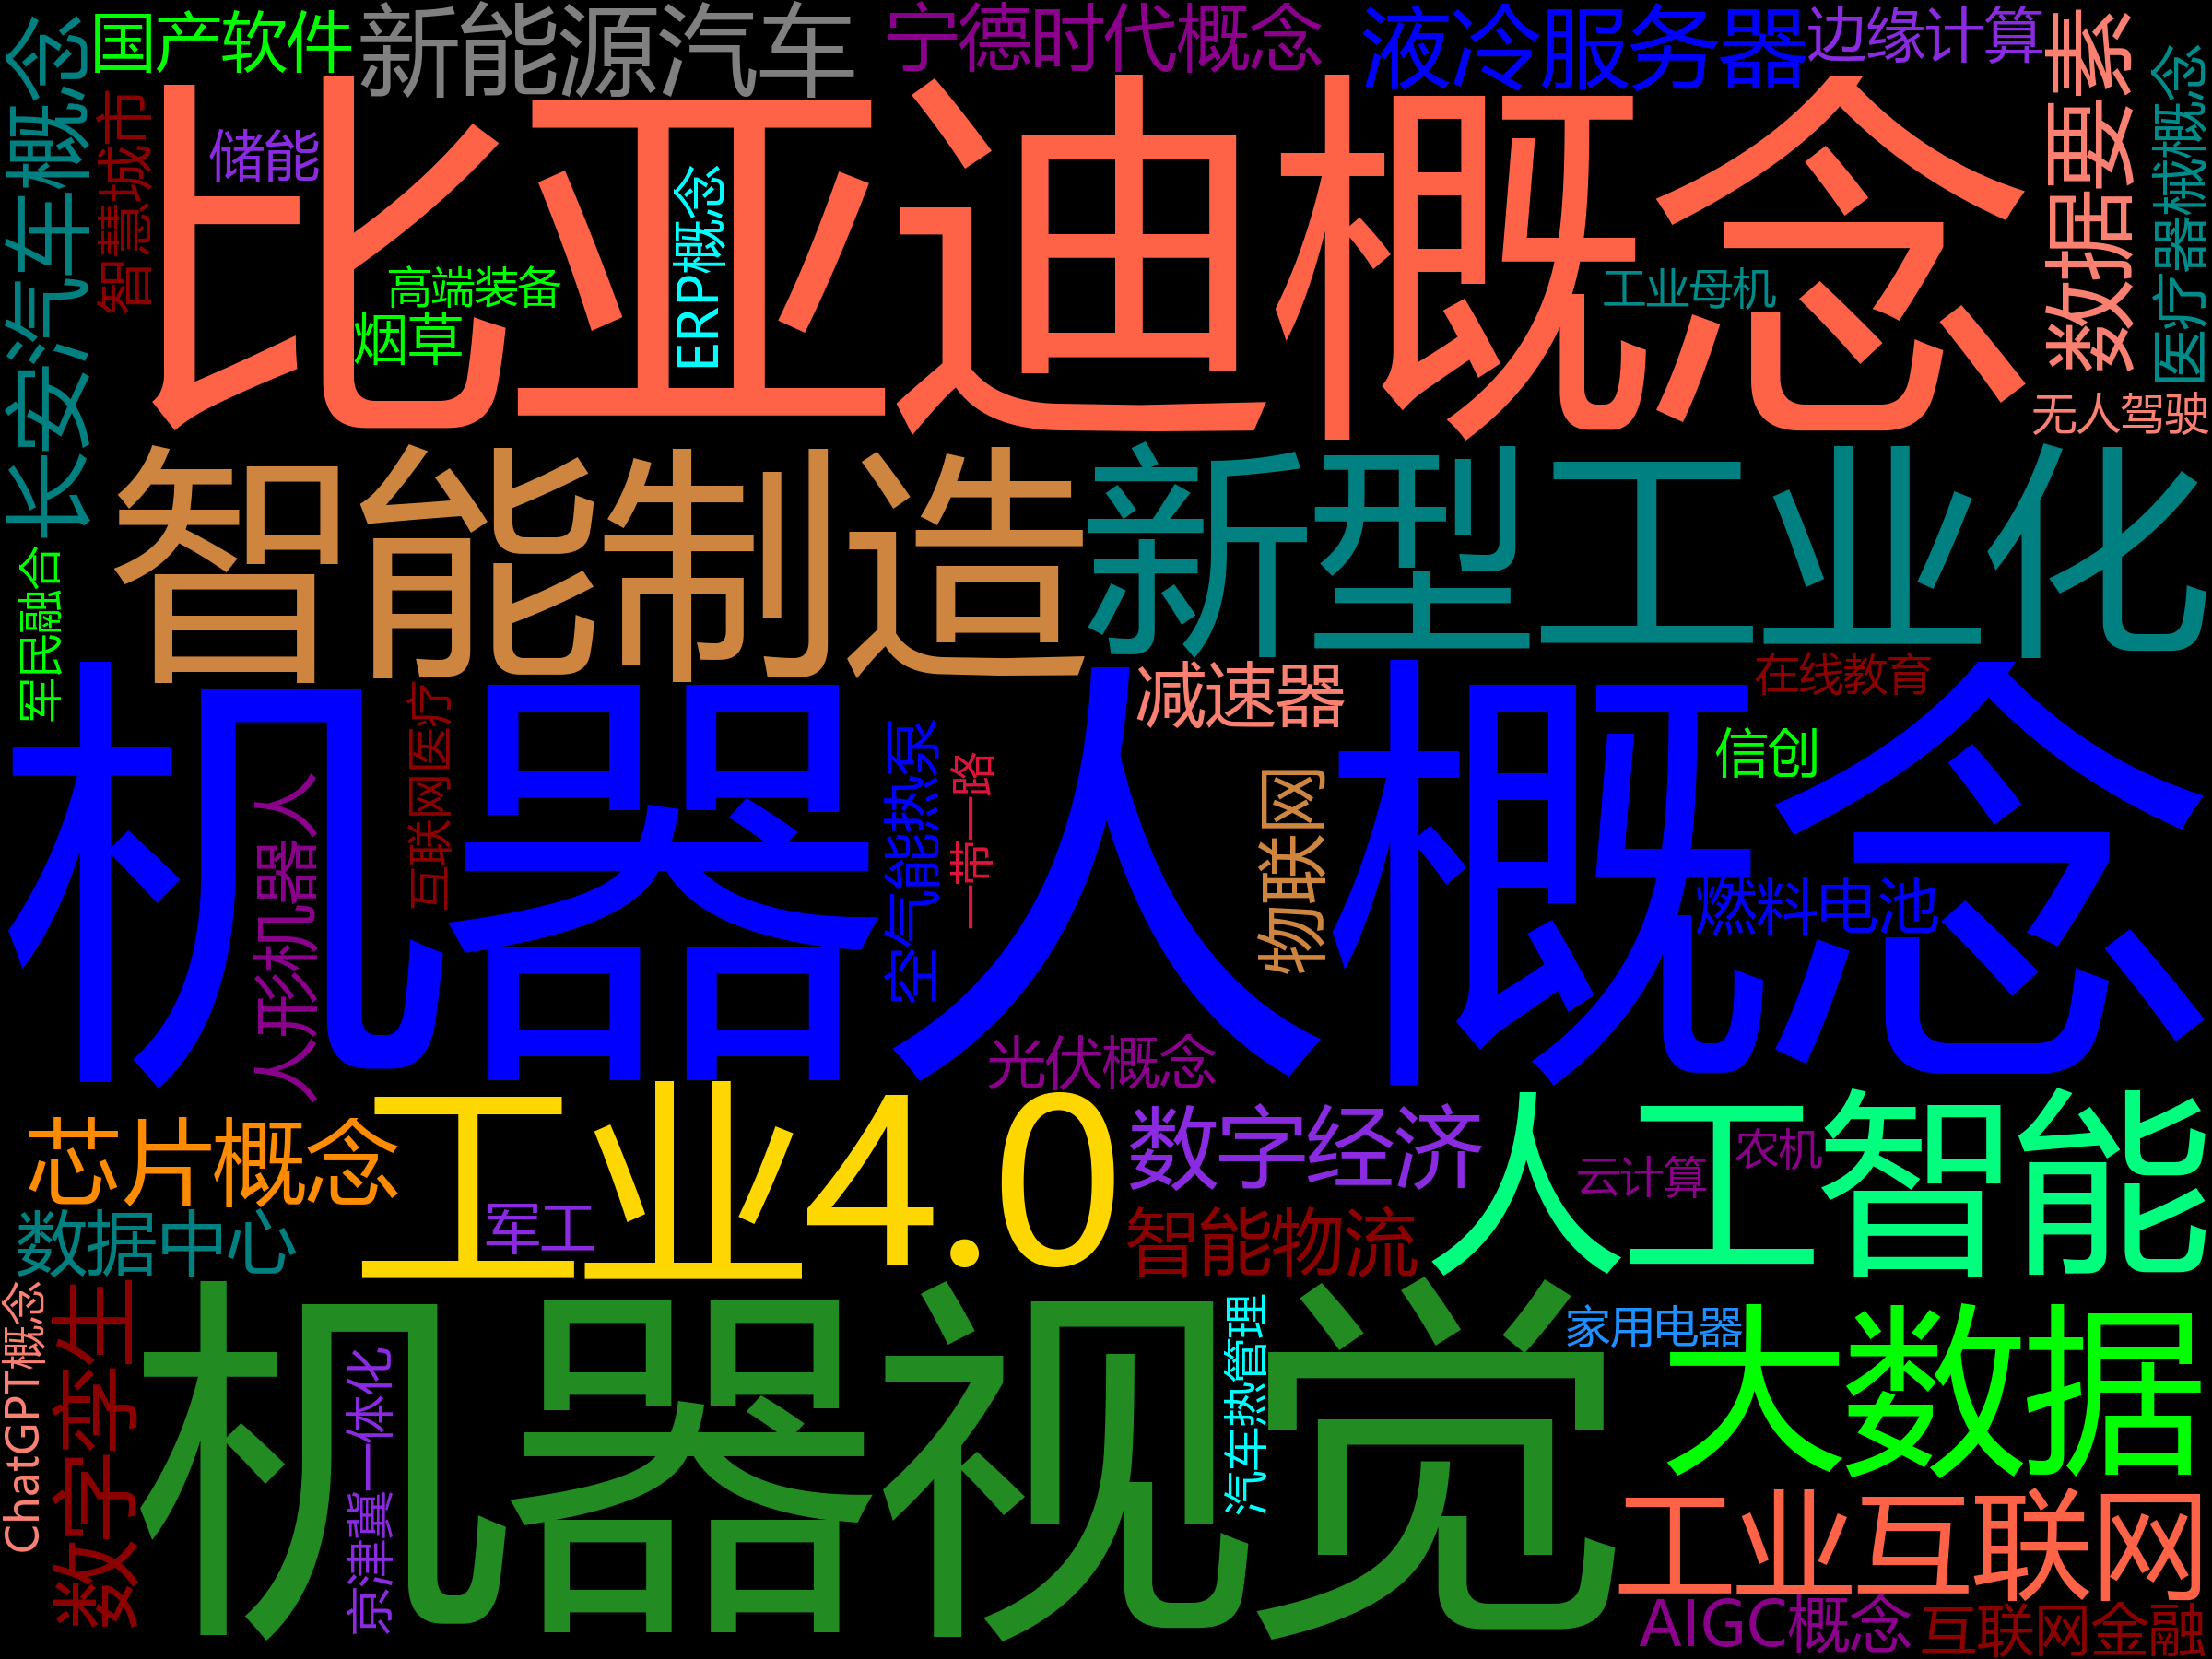 国产软件
新能源汽车
宁德时代概念
液冷服务器
边缘计算
长安汽车概念
智慧城市
储能
比亚迪概念
ERP概念
高端装备
烟草
工业母机
数据要素
医疗器械概念
无人驾驶
智能制造
新型工业化
军民融合
互联网医疗
减速器
在线教育
信创
机器人概念
人形机器人
空气能热泵
一带一路
物联网
燃料电池
光伏概念
芯片概念
工业4.0
数字经济
人工智能
云计算
农机
数据中心
军工
智能物流
ChatGPT概念
数字孪生
京津冀一体化
机器视觉
汽车热管理
家用电器
大数据
工业互联网
AIGC概念
互联网金融